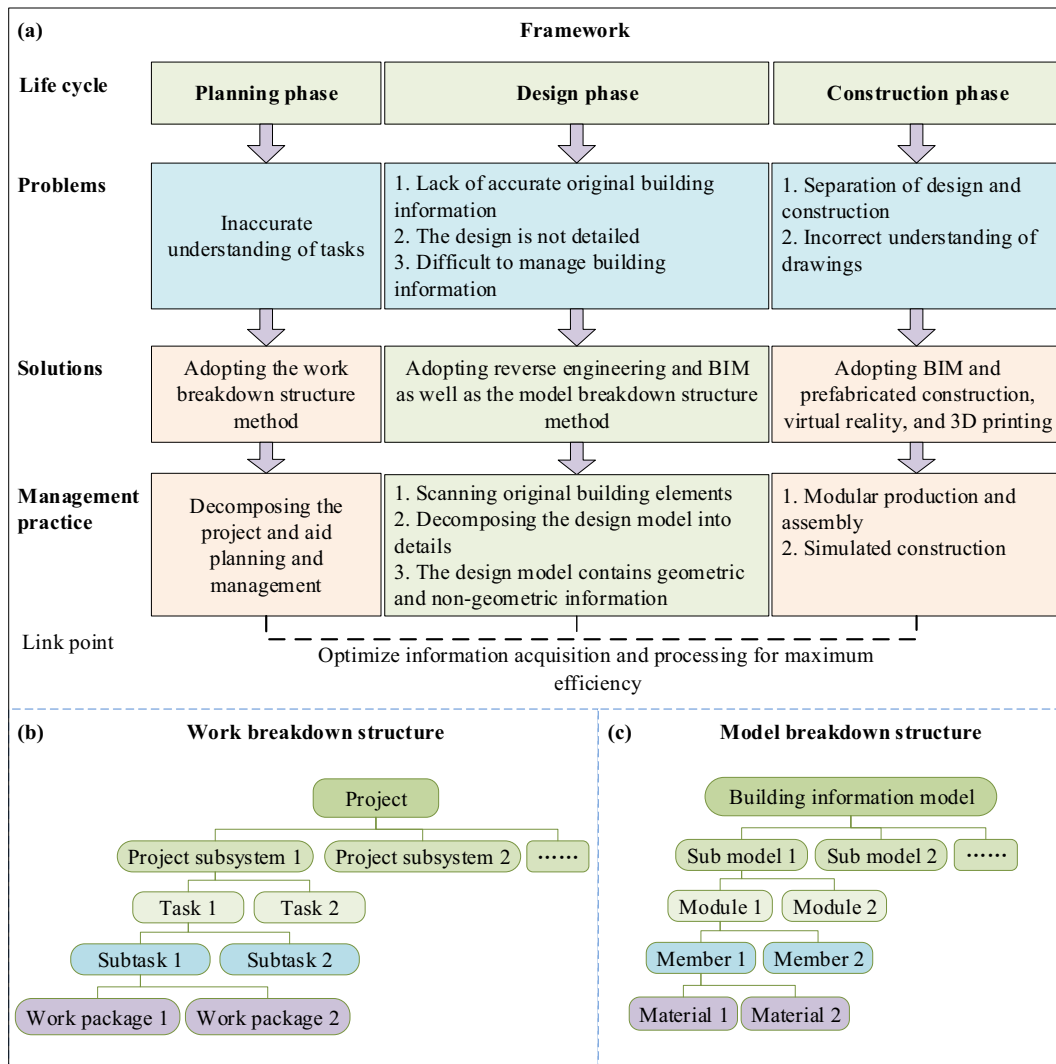 (a)
Framework
Life cycle
Planning phase
Design phase
Construction phase
Problems
Inaccurate
understanding of tasks
1. Lack of accurate original building
information
2. The design is not detailed
3. Difficult to manage building
information
1. Separation of design and
construction
2. Incorrect understanding of
drawings
Solutions
Adopting the work
breakdown structure
method
Adopting reverse engineering and BIM
as well as the model breakdown structure
method
Adopting BIM and
prefabricated construction,
virtual reality, and 3D printing
Management
practice
Decomposing the
project and aid
planning and
management
1. Scanning original building elements
2. Decomposing the design model into
details
3. The design model contains geometric
and non-geometric information
1. Modular production and
assembly
2. Simulated construction
Link point
Optimize information acquisition and processing for maximum
efficiency
(b)
Work breakdown structure
Project
Project subsystem 1
Project subsystem 2
······
Task 1
Task 2
Subtask 1
Subtask 2
Work package 1
Work package 2
(c)
Model breakdown structure
Building information model
Sub model 1
Sub model 2
······
Module 1
Module 2
Member 1
Member 2
Material 1
Material 2